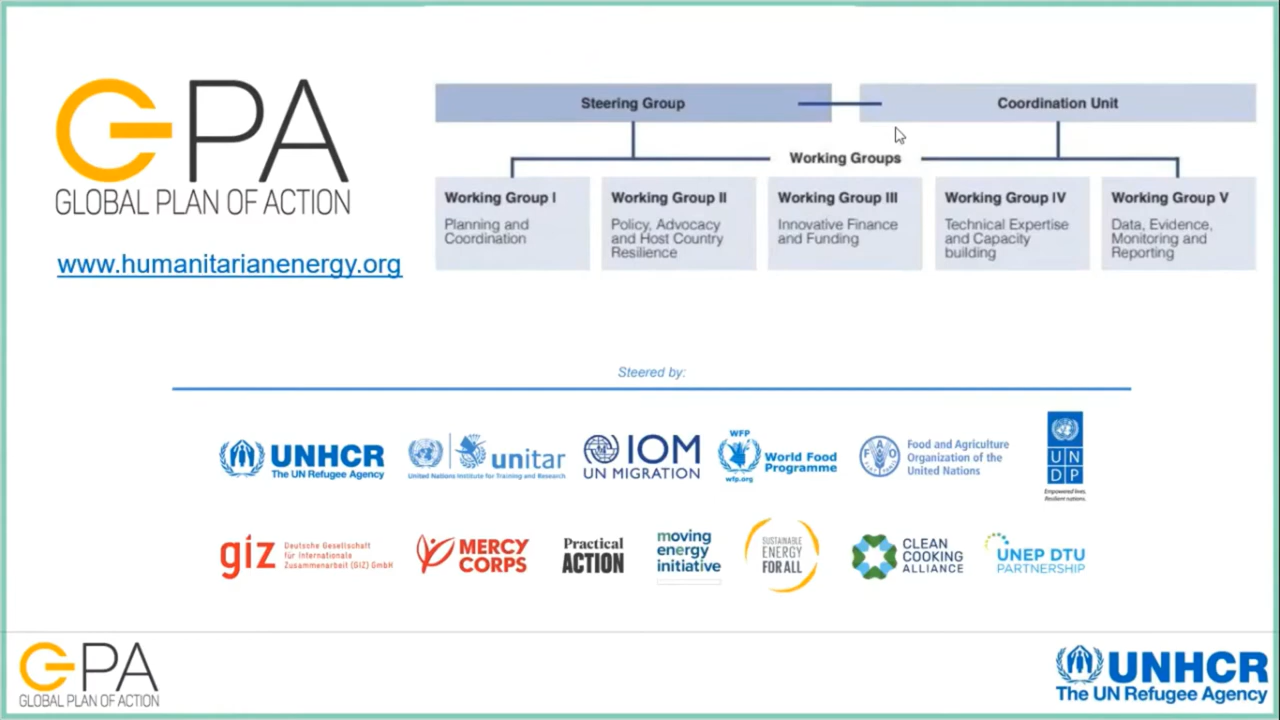 GPA
GLOBAL PLAN OF ACTION
www.humanitarianenergy.org
Steering Group
Coordination Unit
Working Groups
Working Group I
Planning and
Coordination
Working Group II
Policy, Advocacy
and Host Country
Resilience
Working Group III
Innovative Finance
and Funding
Working Group IV
Technical Expertise
and Capacity
building
Working Group V
Data, Evidence,
Monitoring and
Reporting
Steered by:
UNHCR
The UN Refugee Agency
unitar
United Nations Institute for Training and Research
IOM
UN MIGRATION
WFP
wfp.org
World Food
Programme
FAO
Food and Agriculture
Organization of the
United Nations
UN
DP
Empowered lives.
Resilient nations.
giz
Deutsche Gesellschaft
für Internationale
Zusammenarbeit (GIZ) GmbH
MERCY
CORPS
Practical
ACTION
moving
energy
initiative
SUSTAINABLE
ENERGY
FOR ALL
CLEAN
COOKING
ALLIANCE
UNEP DTU
PARTNERSHIP
GPA
GLOBAL PLAN OF ACTION
UNHCR
The UN Refugee Agency